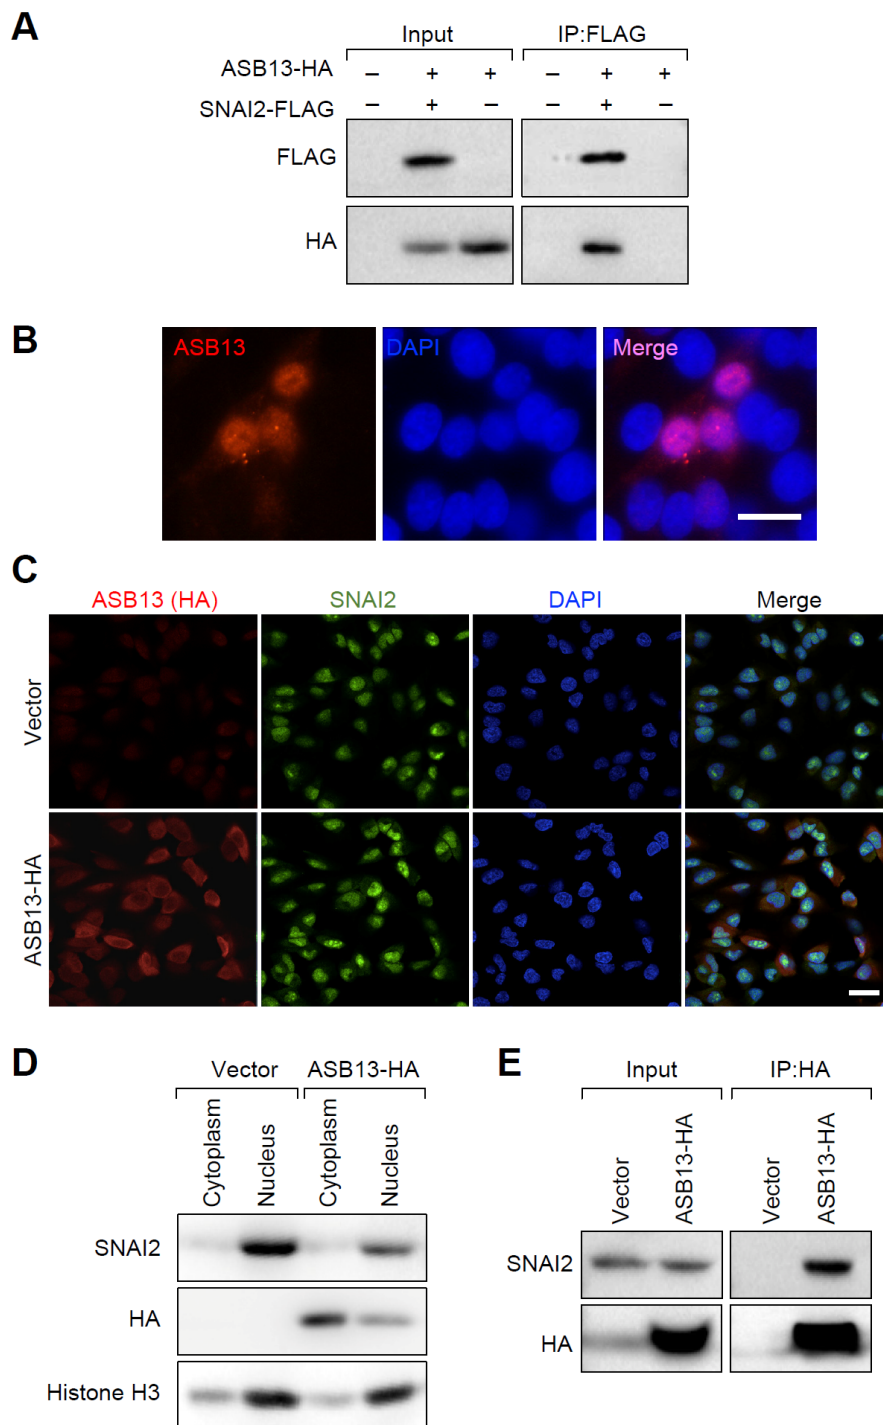 A
Input IP:FLAG
ASB13-HA – + + – + +
SNAI2-FLAG – + – – + –
FLAG
HA
B
ASB13 DAPI Merge
C
ASB13 (HA) SNAI2 DAPI Merge
Vector
ASB13-HA
D
Vector ASB13-HA
Cytoplasm Nucleus Cytoplasm Nucleus
SNAI2
HA
Histone H3
E
Input IP:HA
Vector ASB13-HA Vector ASB13-HA
SNAI2
HA